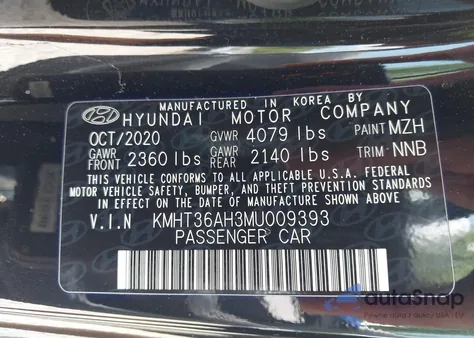 MANUFACTURED IN KOREA BY
HYUNDAI MOTOR COMPANY
OCT/2020 GVWR 4079 lbs PAINT MZH
GAWR FRONT 2360 lbs GAWR REAR 2140 lbs TRIM NNB
THIS VEHICLE CONFORMS TO ALL APPLICABLE U.S.A. FEDERAL
MOTOR VEHICLE SAFETY, BUMPER, AND THEFT PREVENTION STANDARDS
IN EFFECT ON THE DATE OF MANUFACTURE SHOWN ABOVE.
V.I.N KMHT36AH3MU009393
PASSENGER CAR
autoSnap